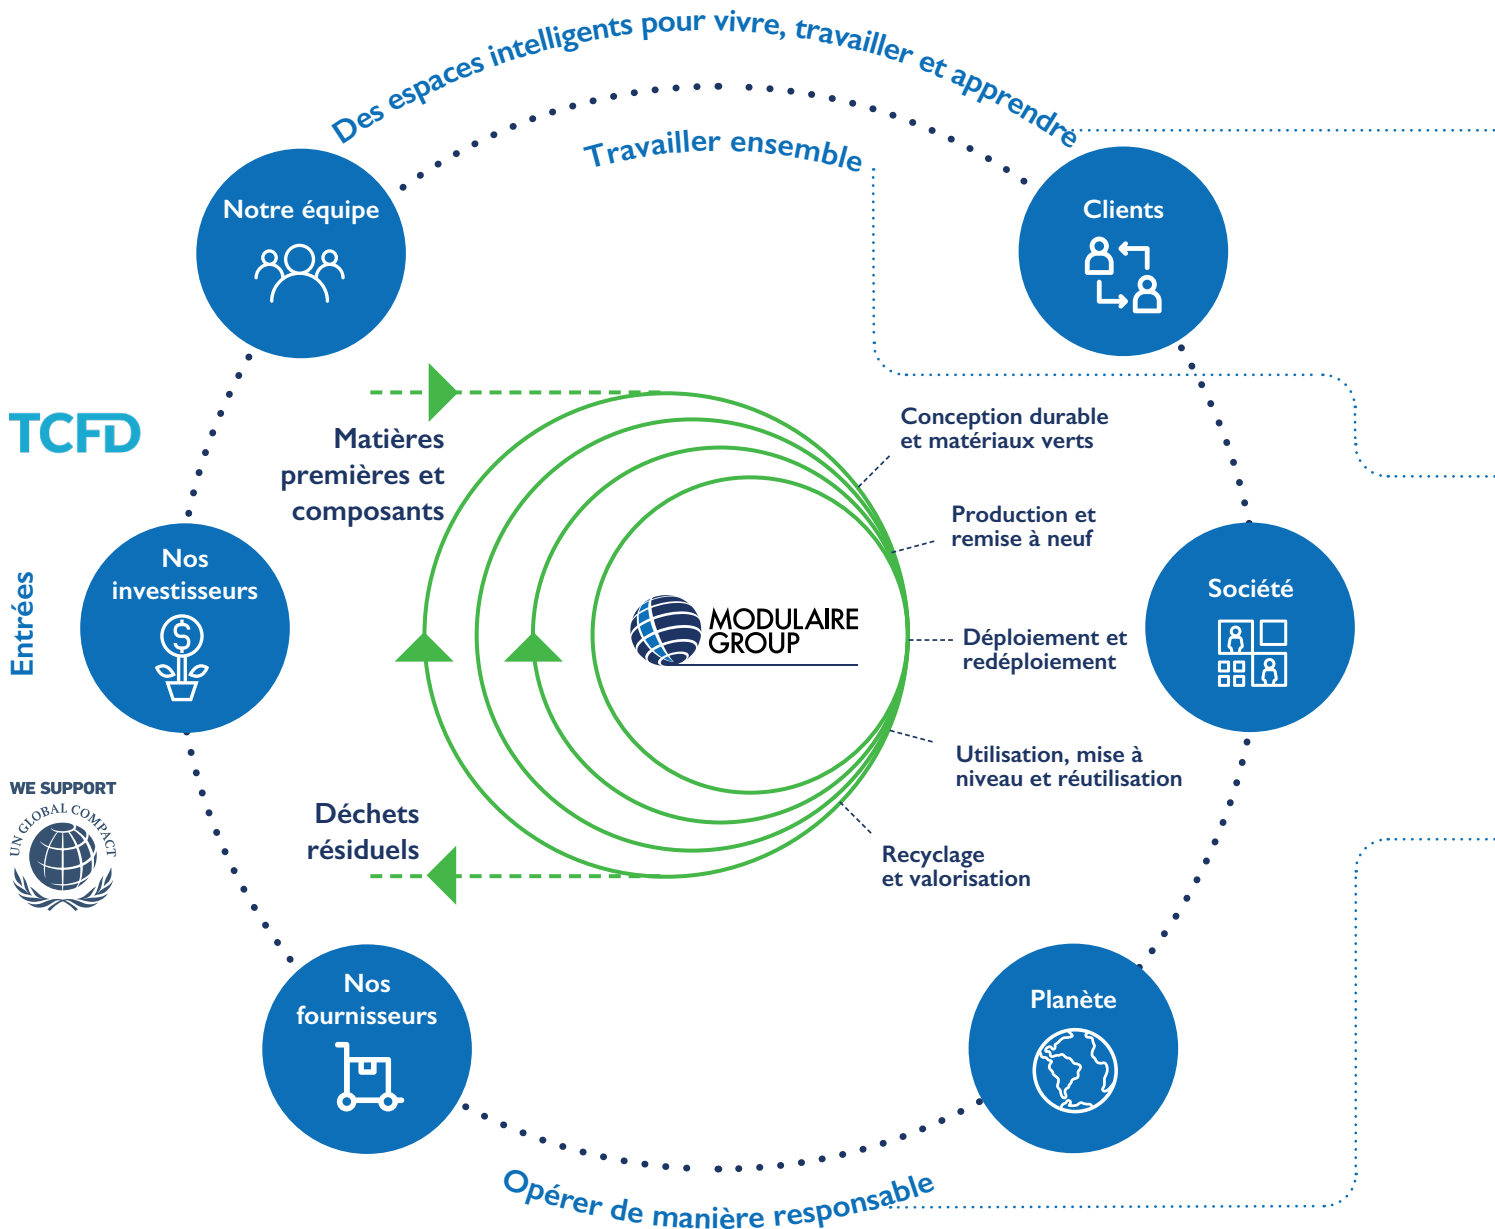 Des espaces intelligents pour vivre, travailler et apprendre
Travailler ensemble
Notre équipe
Clients
TCFD
Matières
premières et
composants
Conception durable
et matériaux verts
Production et
remise à neuf
Entrées
Nos
investisseurs
MODULAIRE
GROUP
Déploiement et
redéploiement
Société
Utilisation, mise à
niveau et réutilisation
WE SUPPORT
UN GLOBAL COMPACT
Déchets
résiduels
Recyclage
et valorisation
Nos
fournisseurs
Planète
Opérer de manière responsable